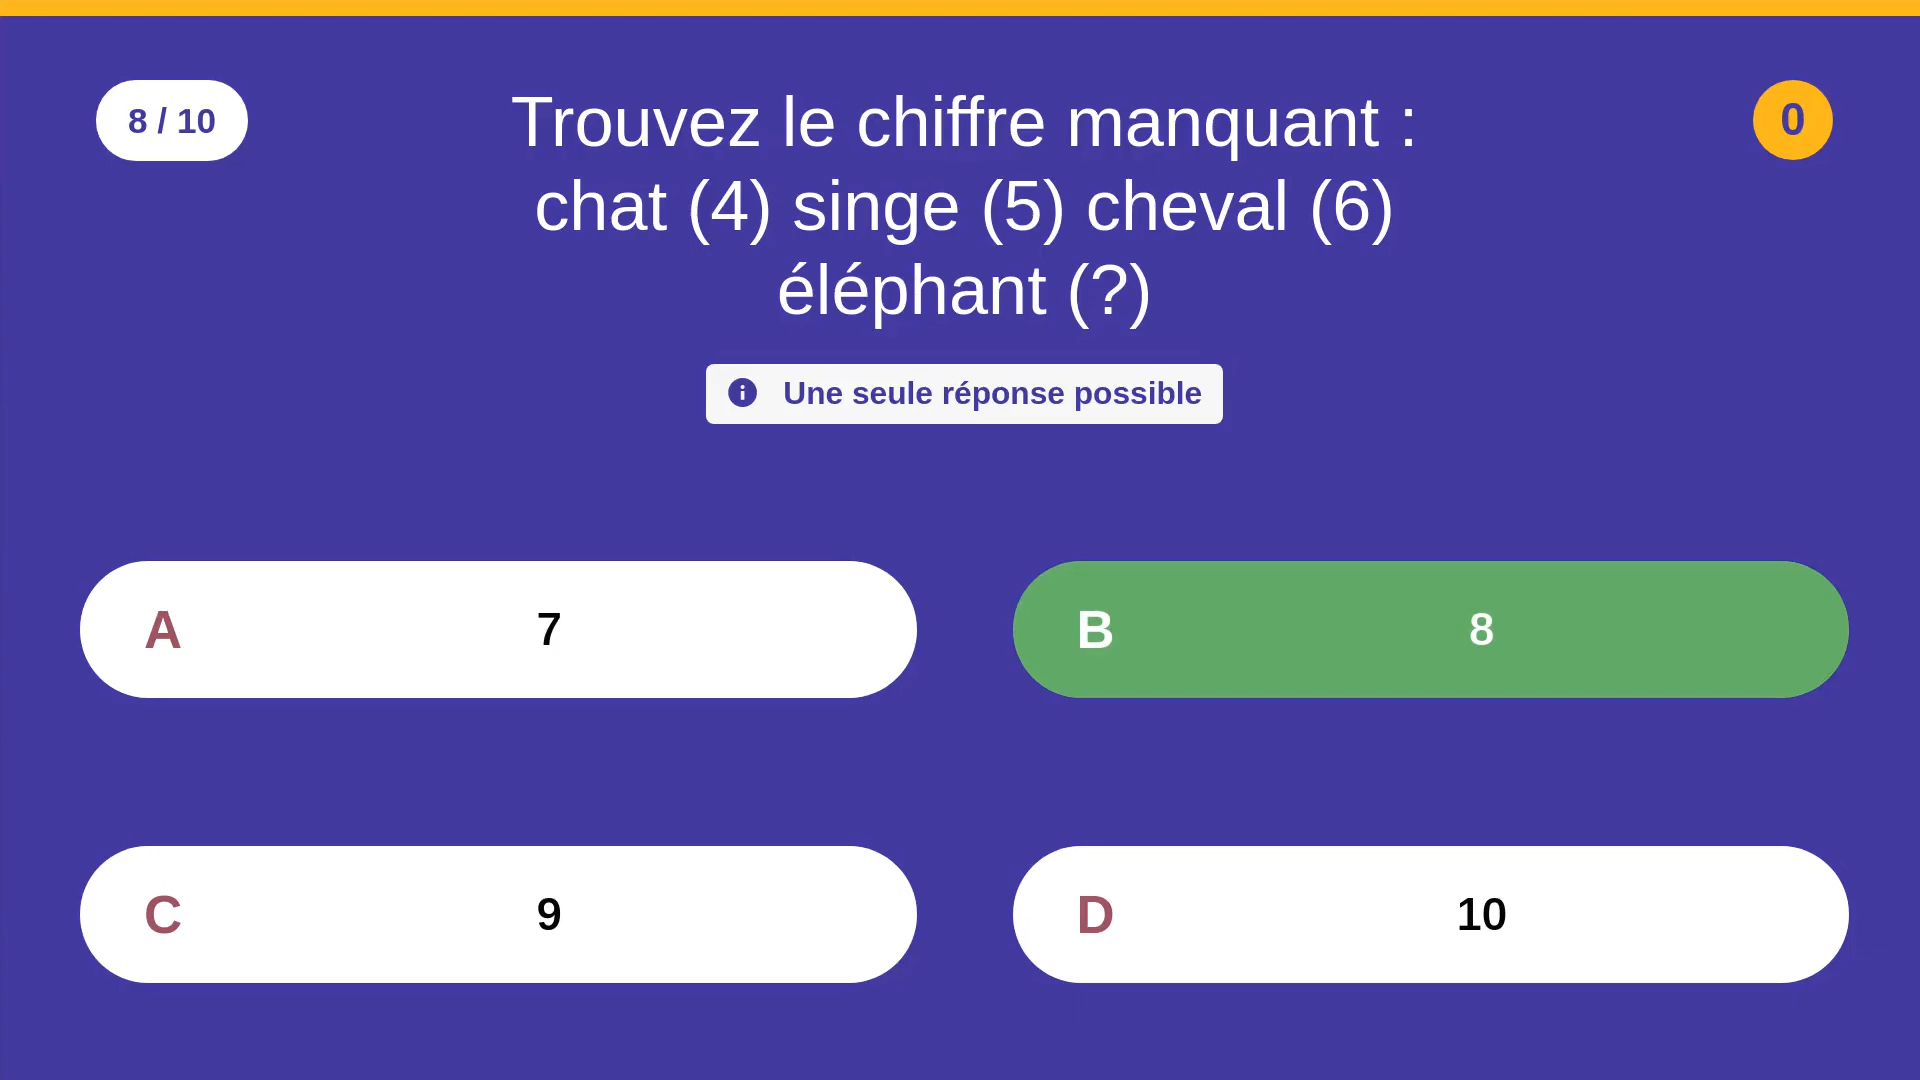 8 / 10
Trouvez le chiffre manquant :
chat (4) singe (5) cheval (6)
éléphant (?)
0
Une seule réponse possible
A 7
B 8
C 9
D 10